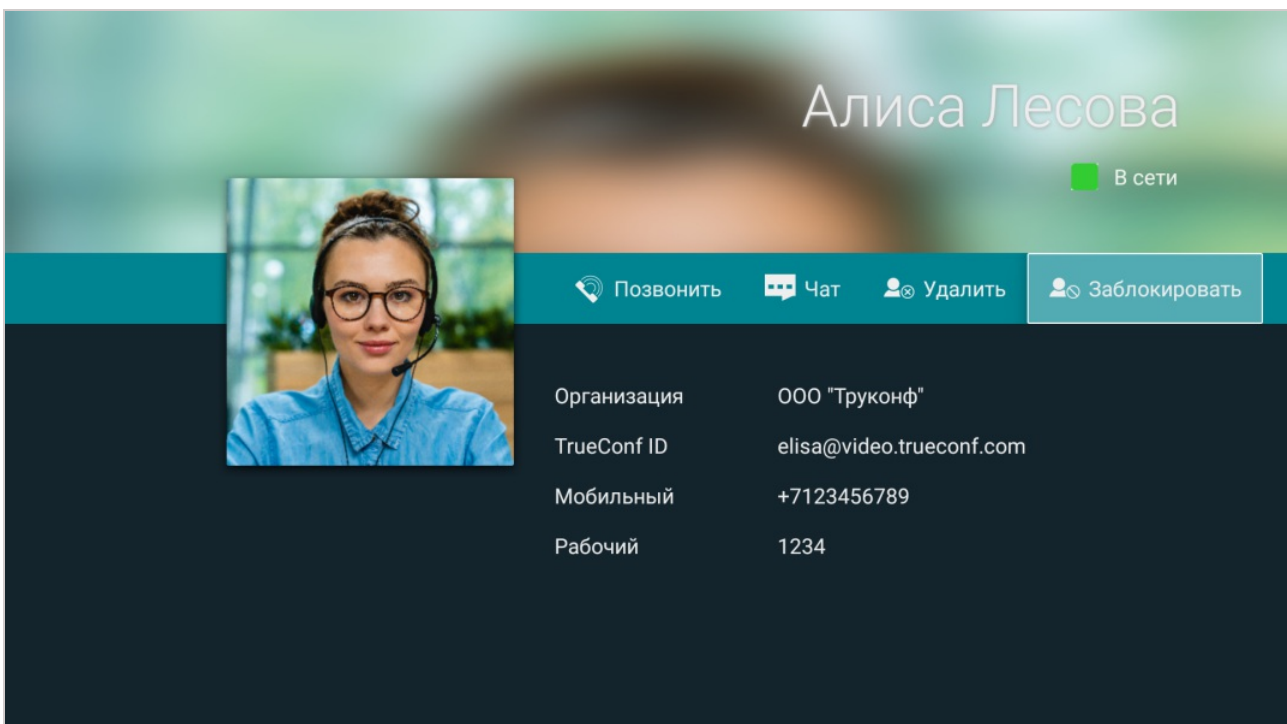 Алиса Лесова
В сети
Позвонить Чат Удалить Заблокировать
Организация ООО "Труконф"
TrueConf ID elisa@video.trueconf.com
Мобильный +7123456789
Рабочий 1234